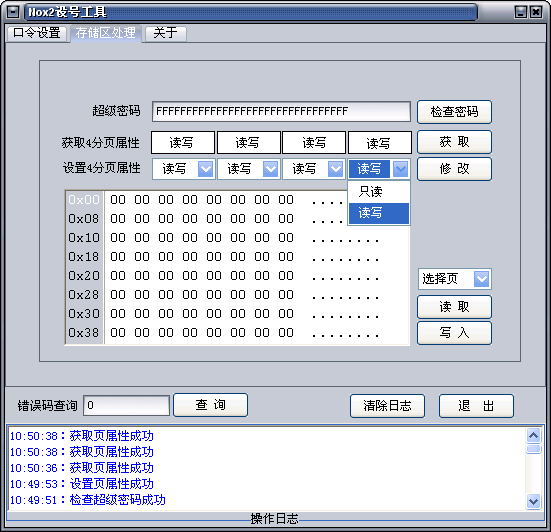 Nox2设号工具
口令设置 存储区处理 关于
超级密码 FFFFFFFFFFFFFFFFFFFFFFFFFFFFFFFF 检查密码
获取4分页属性 读写 读写 读写 读写 获 取
设置4分页属性 读写 读写 读写 读写 修 改
只读
读写
0x00 00 00 00 00 00 00 00 00 ....
0x08 00 00 00 00 00 00 00 00 ....
0x10 00 00 00 00 00 00 00 00 ........
0x18 00 00 00 00 00 00 00 00 ........
0x20 00 00 00 00 00 00 00 00 ........
0x28 00 00 00 00 00 00 00 00 ........
0x30 00 00 00 00 00 00 00 00 ........
0x38 00 00 00 00 00 00 00 00 ........
选择页
读 取
写 入
错误码查询 0 查 询 清除日志 退 出
10:50:38：获取页属性成功
10:50:38：获取页属性成功
10:50:36：获取页属性成功
10:49:53：设置页属性成功
10:49:51：检查超级密码成功
操作日志